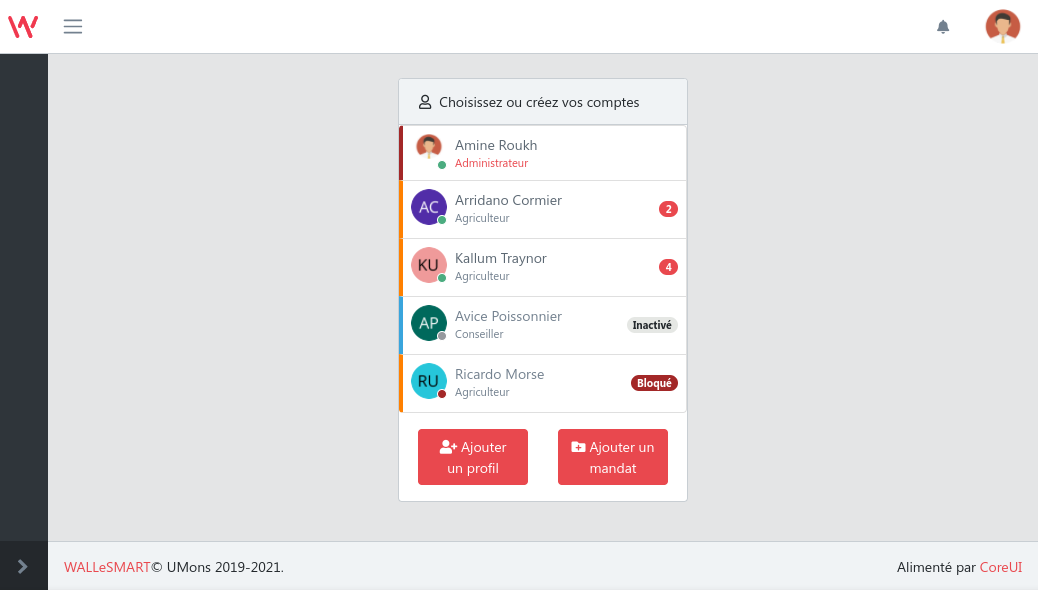 Choisissez ou créez vos comptes
Amine Roukh
Administrateur
AC
Arridano Cormier
Agriculteur
2
KU
Kallum Traynor
Agriculteur
4
AP
Avice Poissonnier
Conseiller
Inactivé
RU
Ricardo Morse
Agriculteur
Bloqué
Ajouter
un profil
Ajouter un
mandat
WALLeSMART© UMons 2019-2021.
Alimenté par CoreUI